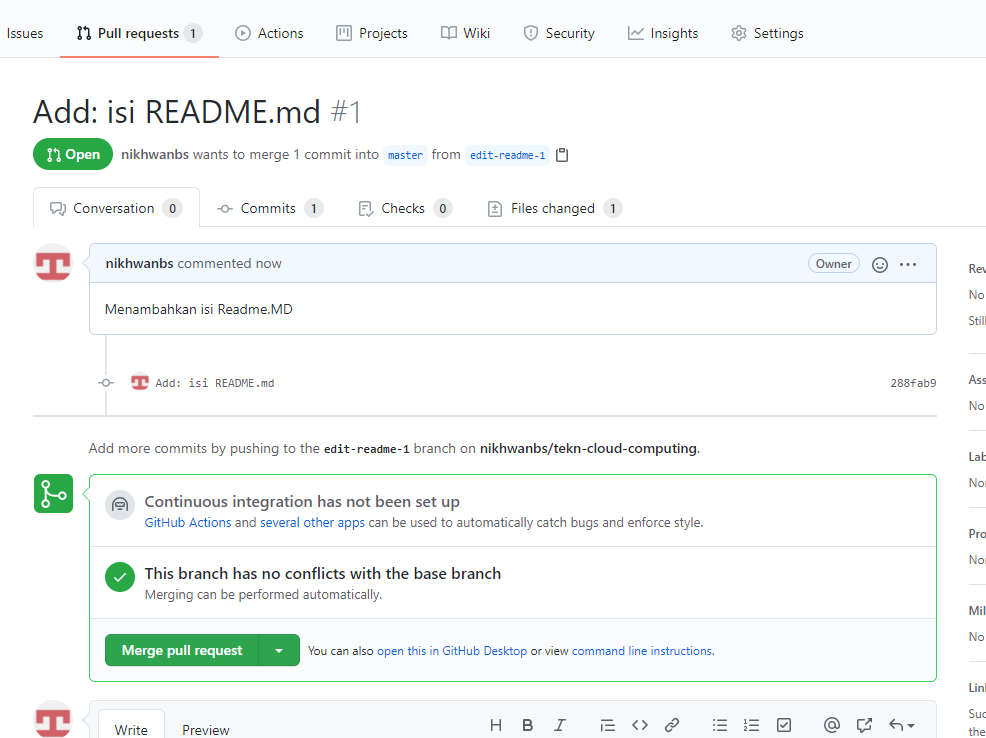 Issues Pull requests 1 Actions Projects Wiki Security Insights Settings
Add: isi README.md #1
Open nikhwanbs wants to merge 1 commit into master from edit-readme-1
Conversation 0 Commits 1 Checks 0 Files changed 1
nikhwanbs commented now Owner
Menambahkan isi Readme.MD
Add: isi README.md 288fab9
Add more commits by pushing to the edit-readme-1 branch on nikhwanbs/tekn-cloud-computing.
Continuous integration has not been set up
GitHub Actions and several other apps can be used to automatically catch bugs and enforce style.
This branch has no conflicts with the base branch
Merging can be performed automatically.
Merge pull request You can also open this in GitHub Desktop or view command line instructions.
Write Preview
Rev
No
Still
Ass
No
Lab
Non
Pro
Non
Mil
No
Link
Suc
the